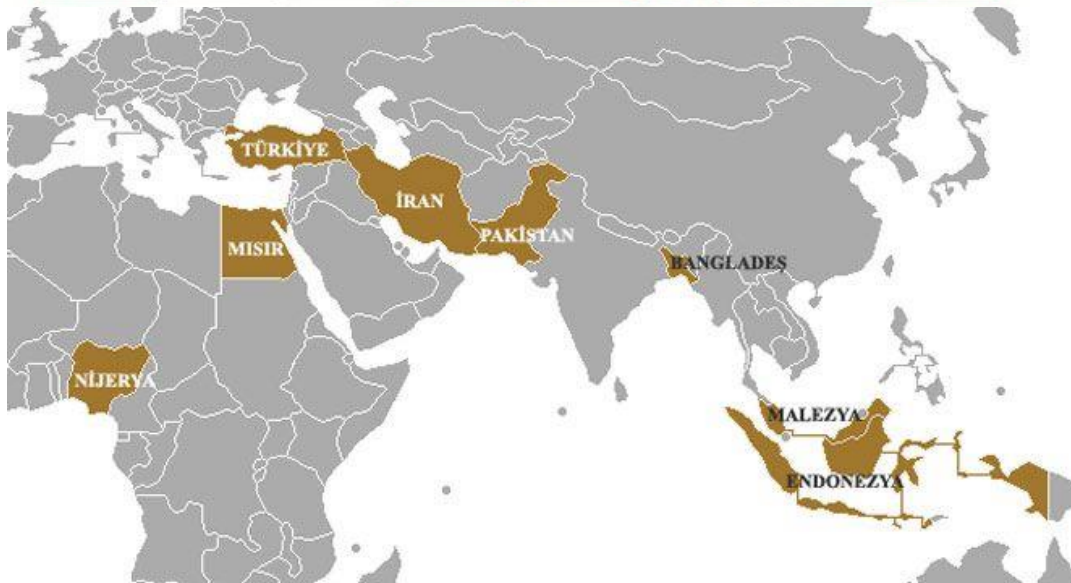 TÜRKİYE
İRAN
PAKİSTAN
MISIR
BANGLADEŞ
NİJERYA
MALEZYA
ENDONEZYA